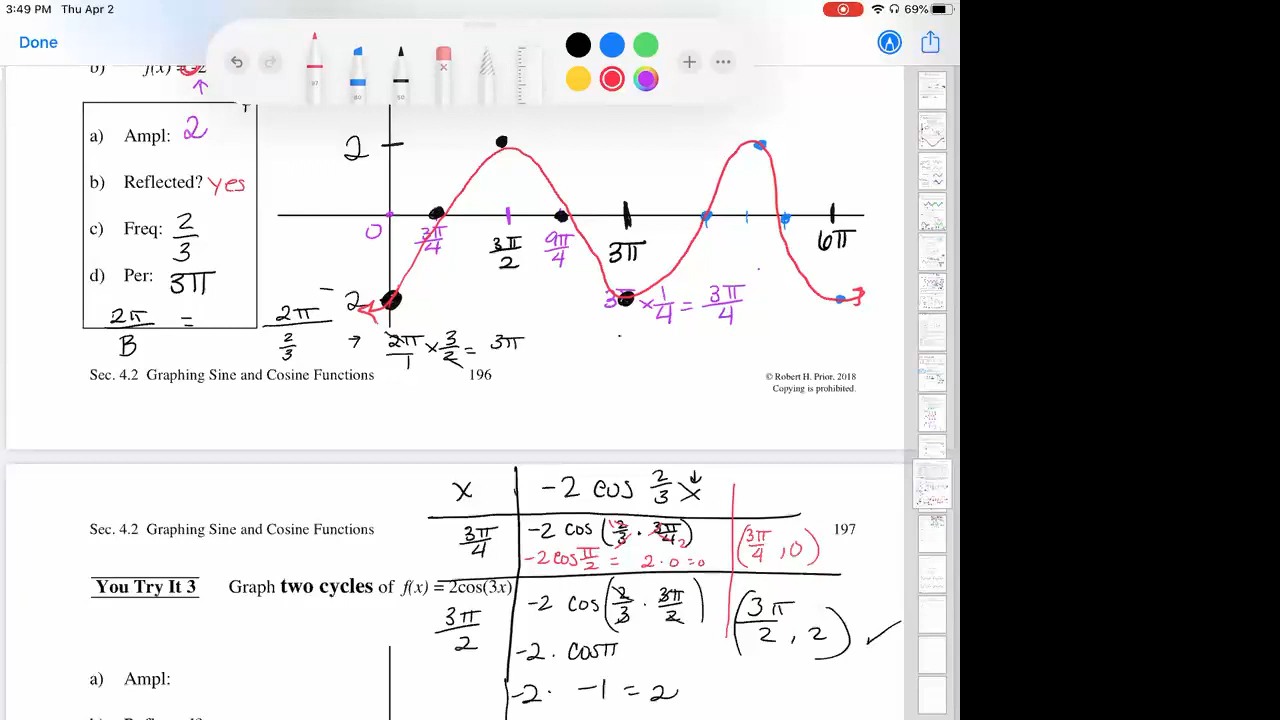 3:49 PM Thu Apr 2
69%
Done
a) Ampl: 2
b) Reflected? yes
c) Freq: 2/3
d) Per: 3π
2π/B = 2π/(2/3) → 2π/1 × 3/2 = 3π
2
0
3π/4
3π/2
9π/4
3π
6π
-2
3π × 1/4 = 3π/4
Sec. 4.2 Graphing Sine and Cosine Functions 196
© Robert H. Prior, 2018
Copying is prohibited.
x -2 cos 2/3 x
Sec. 4.2 Graphing Sine and Cosine Functions 197
3π/4 -2 cos (2/3 · 3π/4) (3π/4, 0)
-2 cos π/2 = 2·0=0
You Try It 3 Graph two cycles of f(x) = 2cos(3x)
3π/2 -2 cos (2/3 · 3π/2) (3π/2, 2) ✓
-2 · cos π
-2 · -1 = 2
a) Ampl: